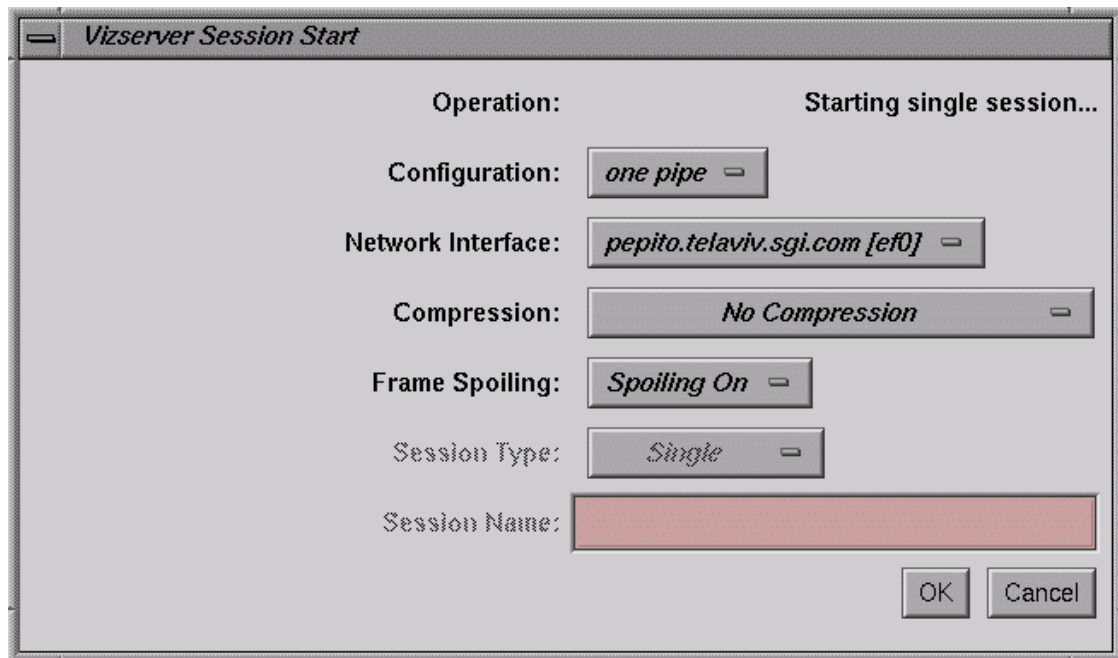 Vizserver Session Start
Operation: Starting single session...
Configuration: one pipe
Network Interface: pepito.telaviv.sgi.com [ef0]
Compression: No Compression
Frame Spoiling: Spoiling On
Session Type: Single
Session Name:
OK Cancel